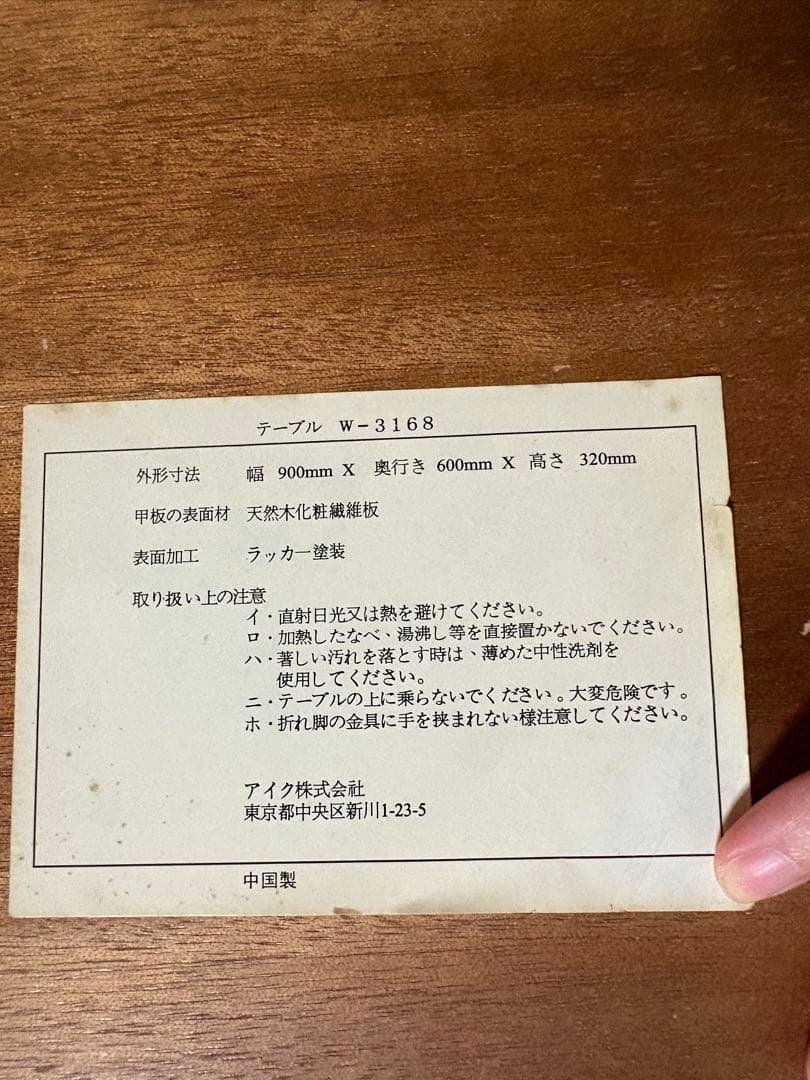 テーブル W-3168
外形寸法 幅 900mm X 奥行き 600mm X 高さ 320mm
甲板の表面材 天然木化粧繊維板
表面加工 ラッカー塗装
取り扱い上の注意
イ・直射日光又は熱を避けてください。
ロ・加熱したなべ、湯沸し等を直接置かないでください。
ハ・著しい汚れを落とす時は、薄めた中性洗剤を
使用してください。
ニ・テーブルの上に乗らないでください。大変危険です。
ホ・折れ脚の金具に手を挟まれない様注意してください。
アイク株式会社
東京都中央区新川1-23-5
中国製